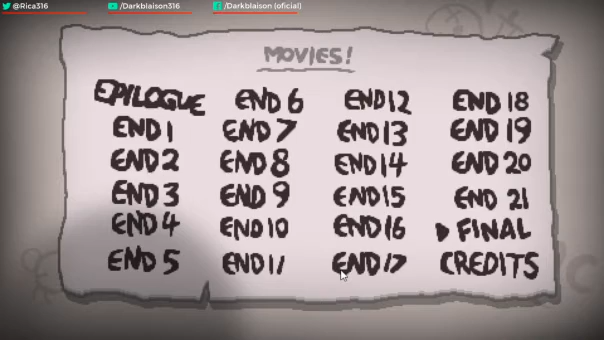 @Rica316 /Darkblaison316 /Darkblaison (oficial)
MOVIES!
EPILOGUE END 6 END 12 END 18
END 1 END 7 END 13 END 19
END 2 END 8 END 14 END 20
END 3 END 9 END 15 END 21
END 4 END 10 END 16 FINAL
END 5 END 11 END 17 CREDITS